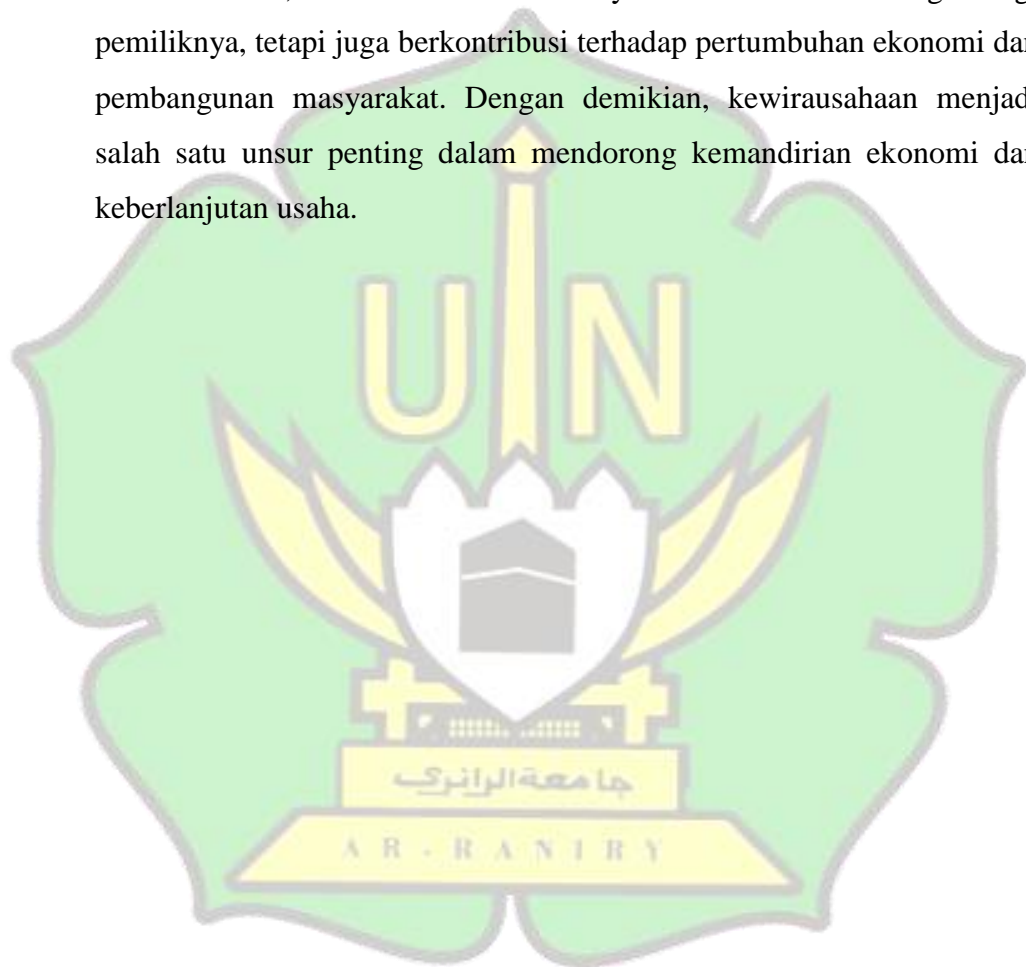 pemiliknya, tetapi juga berkontribusi terhadap pertumbuhan ekonomi dan
pembangunan masyarakat. Dengan demikian, kewirausahaan menjad
salah satu unsur penting dalam mendorong kemandirian ekonomi dan
keberlanjutan usaha.
UIN
جامعة الرانري
AR-RANIRY